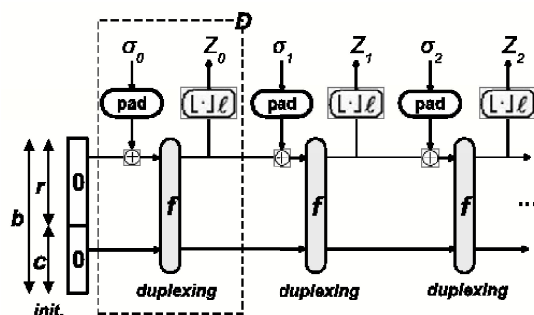 D
σ₀ Z₀ σ₁ Z₁ σ₂ Z₂
pad ⌊·⌋ℓ pad ⌊·⌋ℓ pad ⌊·⌋ℓ
b r 0 f f f ...
c 0
init. duplexing duplexing duplexing